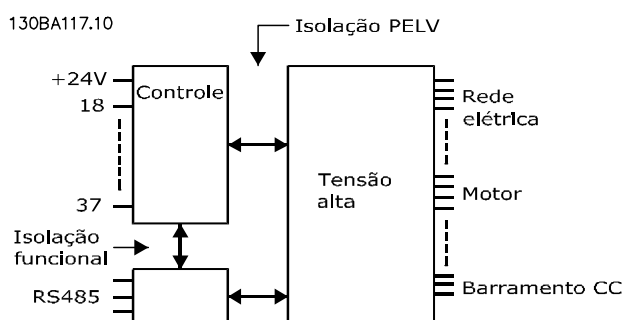 130BA117.10
Isolação PELV
+24V
18
Controle
37
Tensão
alta
Rede
elétrica
Motor
Isolação
funcional
RS485
Barramento CC